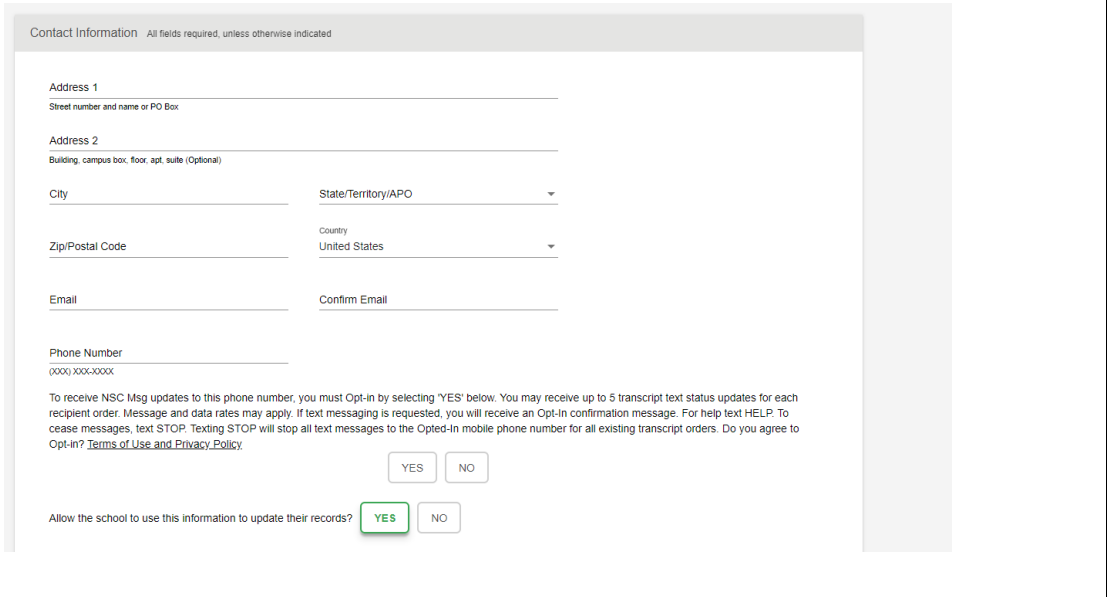 Contact Information All fields required, unless otherwise indicated
Address 1
Street number and name or PO Box
Address 2
Building, campus box, floor, apt, suite (Optional)
City State/Territory/APO
Country
Zip/Postal Code United States
Email Confirm Email
Phone Number
(XXX) XXX-XXXX
To receive NSC Msg updates to this phone number, you must Opt-in by selecting 'YES' below. You may receive up to 5 transcript text status updates for each
recipient order. Message and data rates may apply. If text messaging is requested, you will receive an Opt-In confirmation message. For help text HELP. To
cease messages, text STOP. Texting STOP will stop all text messages to the Opted-In mobile phone number for all existing transcript orders. Do you agree to
Opt-in? Terms of Use and Privacy Policy
YES NO
Allow the school to use this information to update their records? YES NO